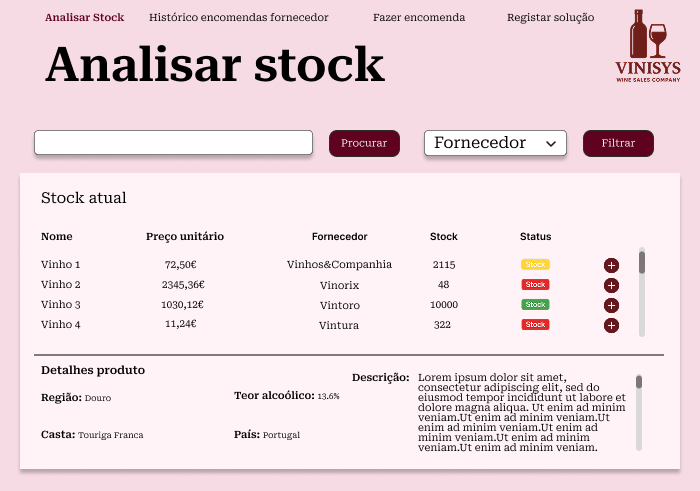 Analisar Stock Histórico encomendas fornecedor Fazer encomenda Registar solução
Analisar stock
VINISYS
WINE SALES COMPANY
Procurar Fornecedor Filtrar
Stock atual
Nome Preço unitário Fornecedor Stock Status
Vinho 1 72,50€ Vinhos&Companhia 2115 Stock +
Vinho 2 2345,36€ Vinorix 48 Stock +
Vinho 3 1030,12€ Vintoro 10000 Stock +
Vinho 4 11,24€ Vintura 322 Stock +
Detalhes produto
Região: Douro
Teor alcoólico: 13.6%
Casta: Touriga Franca
País: Portugal
Descrição: Lorem ipsum dolor sit amet,
consectetur adipiscing elit, sed do
eiusmod tempor incididunt ut labore et
dolore magna aliqua. Ut enim ad minim
veniam.Ut enim ad minim veniam.Ut
enim ad minim veniam.Ut enim ad
minim veniam.Ut enim ad minim
veniam.Ut enim ad minim veniam.